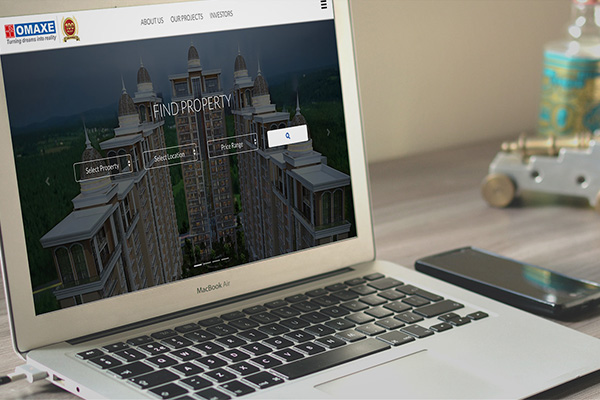 OMAXE
Turning dreams into reality
ABOUT US OUR PROJECTS INVESTORS
FIND PROPERTY
Select Property Select Location Price Range
MacBook Air